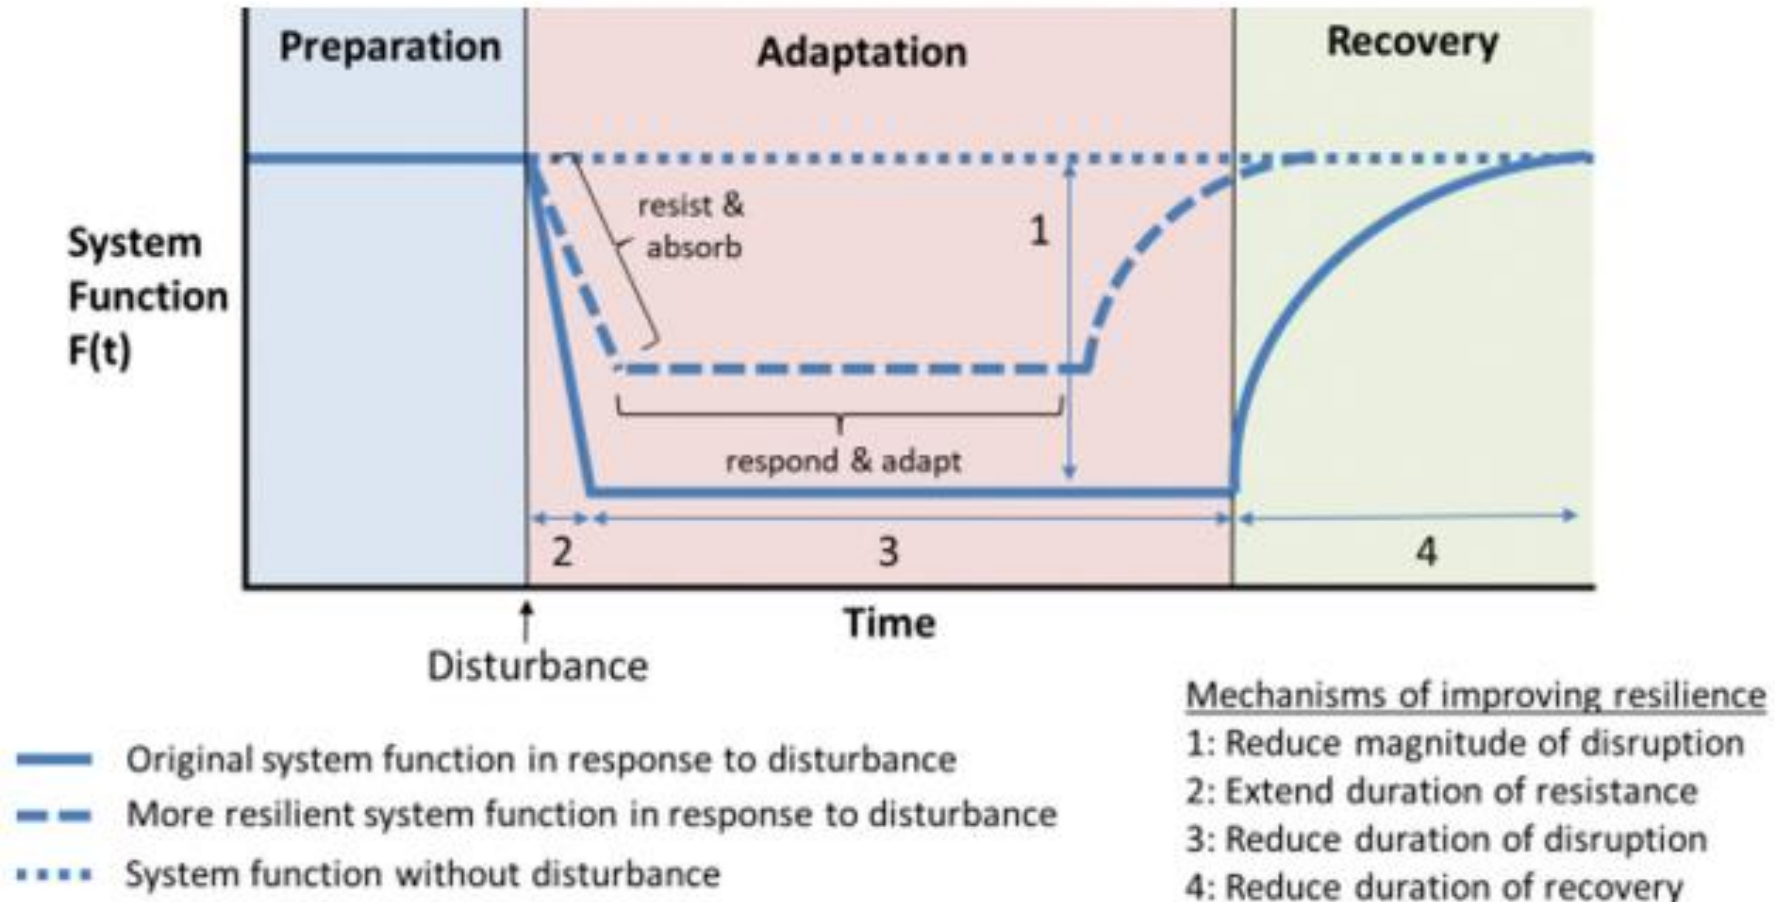 Preparation
Adaptation
Recovery
System
Function
F(t)
resist &
absorb
1
respond & adapt
2
3
4
Time
Disturbance
Original system function in response to disturbance
More resilient system function in response to disturbance
System function without disturbance
Mechanisms of improving resilience
1: Reduce magnitude of disruption
2: Extend duration of resistance
3: Reduce duration of disruption
4: Reduce duration of recovery